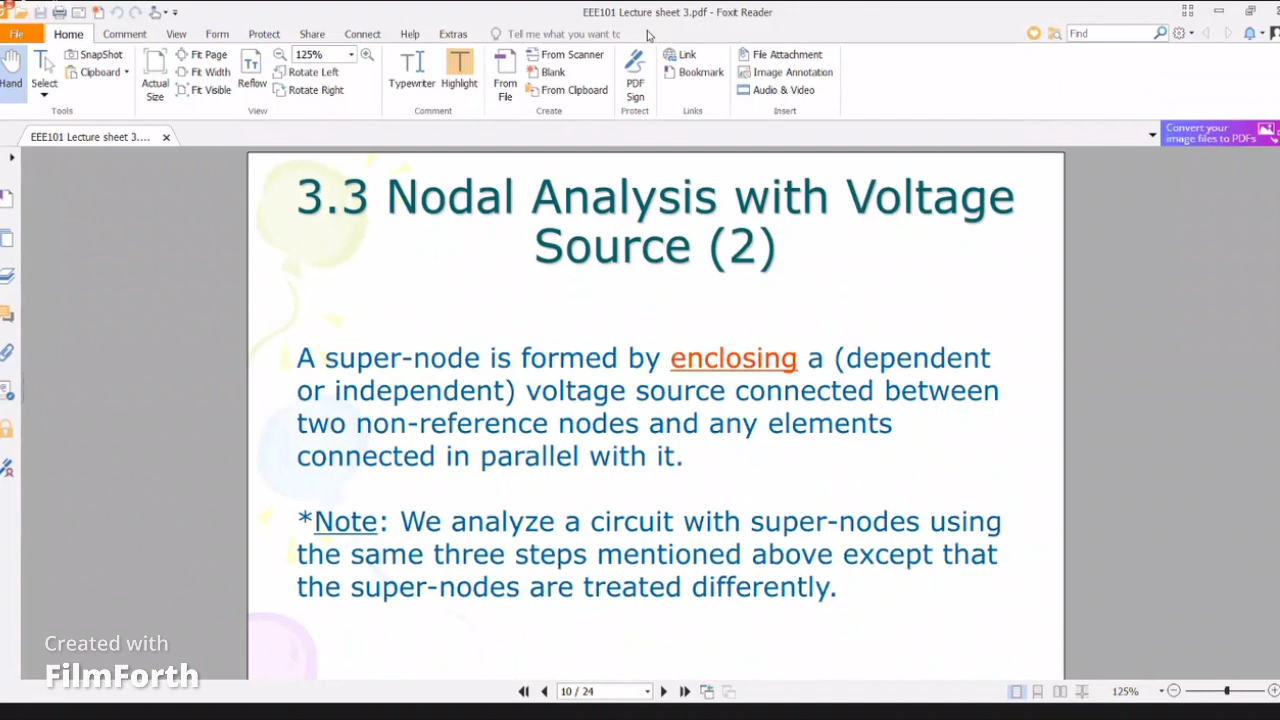 EEE101 Lecture sheet 3.pdf - Foxit Reader
File Home Comment View Form Protect Share Connect Help Extras Tell me what you want to Find
Hand Select SnapShot Clipboard Actual Size Fit Page Fit Width Fit Visible Reflow 125% Rotate Left Rotate Right Typewriter Highlight From File From Scanner Blank From Clipboard PDF Sign Link Bookmark File Attachment Image Annotation Audio & Video
Tools View Comment Create Protect Links Insert
EEE101 Lecture sheet 3....
Convert your
image files to PDFs
3.3 Nodal Analysis with Voltage
Source (2)
A super-node is formed by enclosing a (dependent
or independent) voltage source connected between
two non-reference nodes and any elements
connected in parallel with it.
*Note: We analyze a circuit with super-nodes using
the same three steps mentioned above except that
the super-nodes are treated differently.
Created with
FilmForth
10 / 24 125%